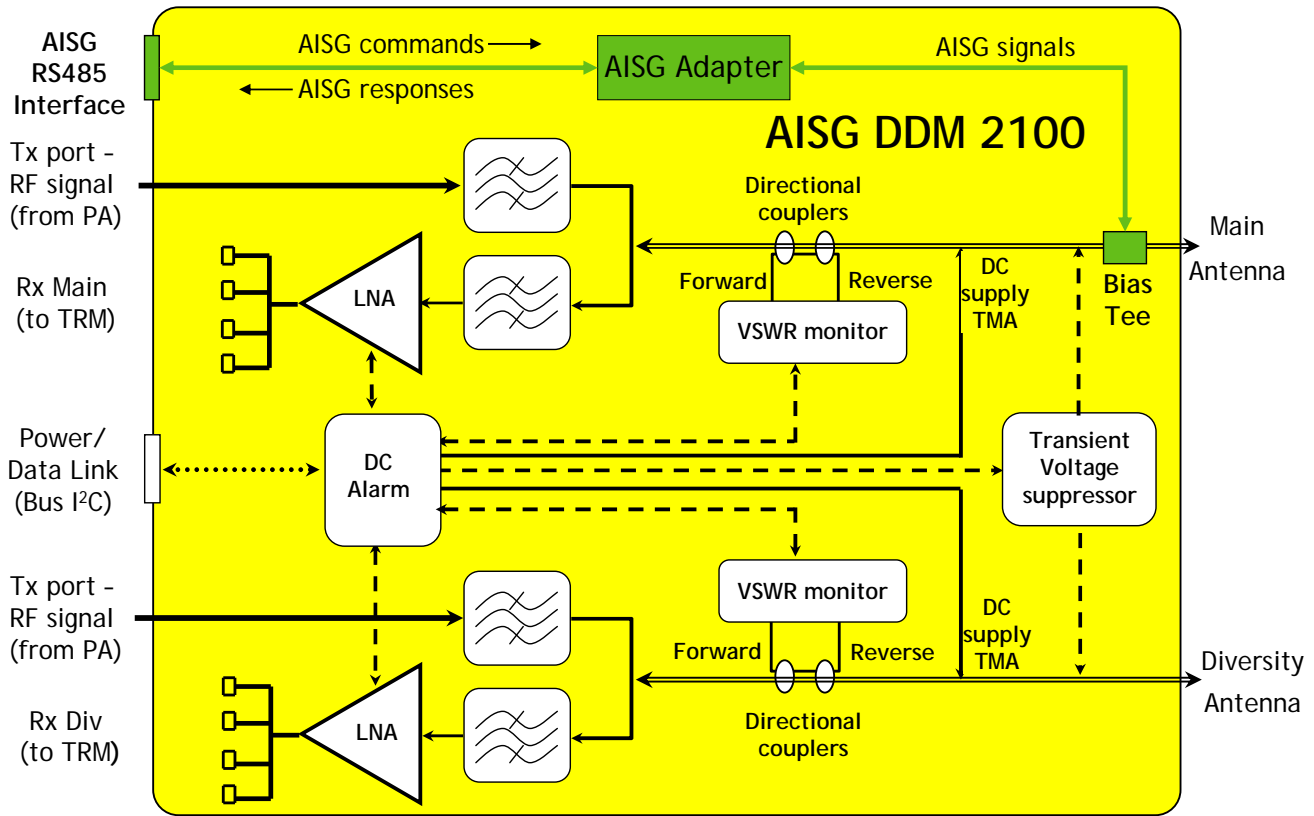 AISG
RS485
Interface
AISG commands
AISG responses
AISG Adapter
AISG signals
AISG DDM 2100
Tx port –
RF signal
(from PA)
Directional
couplers
Main
Antenna
Rx Main
(to TRM)
LNA
Forward
Reverse
VSWR monitor
DC
supply
TMA
Bias
Tee
Power/
Data Link
(Bus I²C)
DC
Alarm
Transient
Voltage
suppressor
Tx port –
RF signal
(from PA)
VSWR monitor
DC
supply
TMA
Forward
Reverse
Diversity
Antenna
Rx Div
(to TRM)
LNA
Directional
couplers